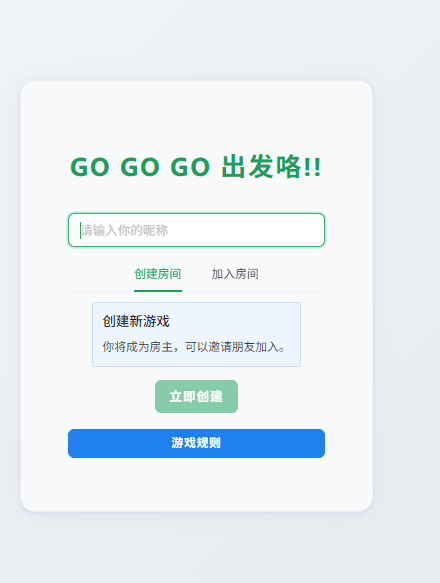 GO GO GO 出发咯!!
请输入你的昵称
创建房间 加入房间
创建新游戏
你将成为房主，可以邀请朋友加入。
立即创建
游戏规则